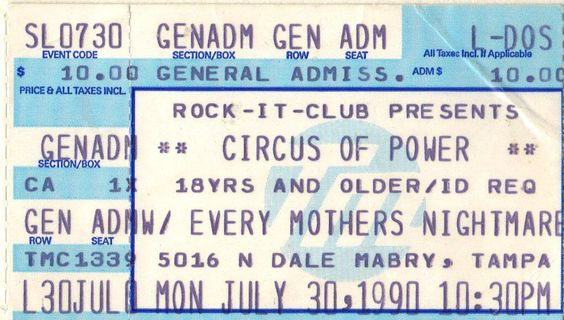 SL0730 GENADM GEN ADM L-DOS
EVENT CODE SECTION/BOX ROW SEAT All Taxes Incl. If Applicable
$ 10.00 GENERAL ADMISS. ADM $ 10.00
PRICE & ALL TAXES INCL.
ROCK-IT-CLUB PRESENTS
GENADM ** CIRCUS OF POWER **
SECTION/BOX
CA 1X 18YRS AND OLDER/ID REQ
GEN ADM W/ EVERY MOTHERS NIGHTMARE
ROW SEAT
TMC1339 5016 N DALE MABRY, TAMPA
L30JUL MON JULY 30,1990 10:30PM